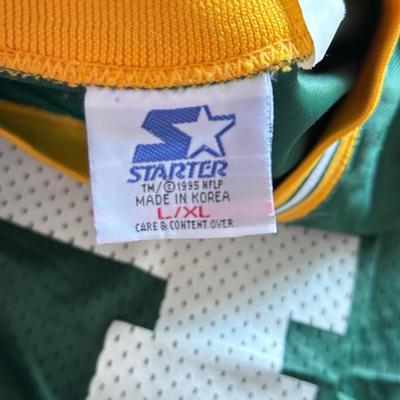 STARTER
TM/©1995 NFLP
MADE IN KOREA
L/XL
CARE & CONTENT OVER